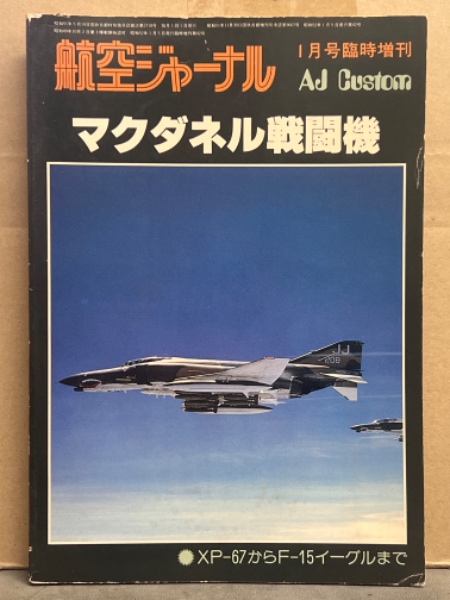 航空ジャーナル
1月号臨時増刊
AJ Custom
マクダネル戦闘機
JJ
208
XP-67からF-15イーグルまで